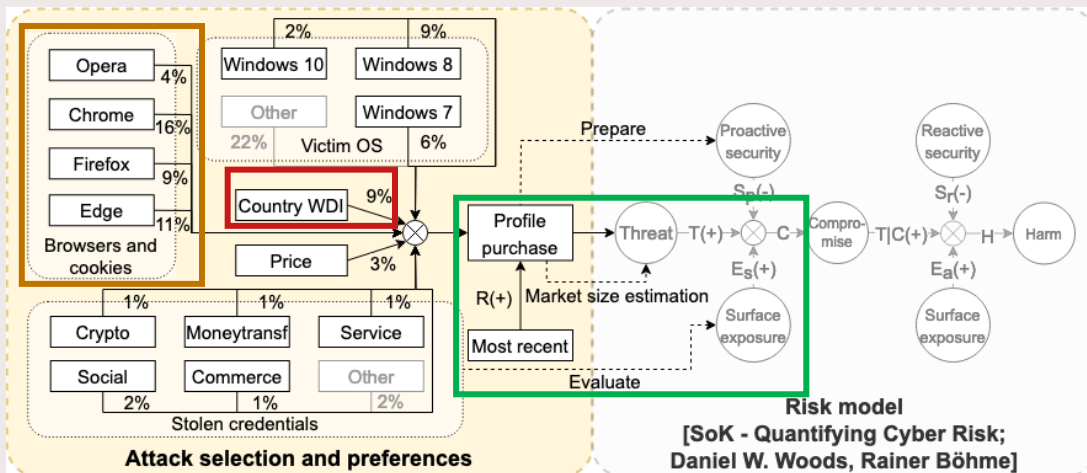 Opera
4%
Chrome
16%
Firefox
9%
Edge
11%
Browsers and
cookies
2%
9%
Windows 10
Windows 8
Other
Windows 7
22%
6%
Victim OS
Country WDI
9%
Price
3%
1%
1%
1%
Crypto
Moneytransf
Service
Social
Commerce
Other
2%
1%
2%
Stolen credentials
Attack selection and preferences
Profile
purchase
R(+)
Most recent
Prepare
Market size estimation
Evaluate
Threat
T(+)
Proactive
security
Sp(-)
C
Es(+)
Surface
exposure
Compro-
mise
T|C(+)
Reactive
security
Sr(-)
H
Harm
Ea(+)
Surface
exposure
Risk model
[SoK - Quantifying Cyber Risk;
Daniel W. Woods, Rainer Böhme]